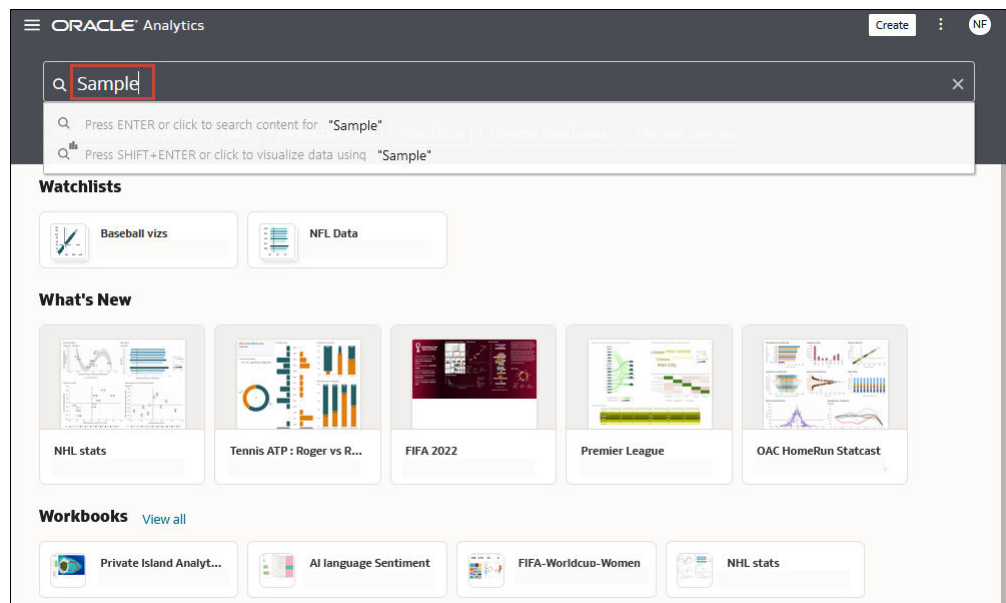 ORACLE Analytics Create NF
Sample
Press ENTER or click to search content for "Sample"
Press SHIFT+ENTER or click to visualize data using "Sample"
Watchlists
Baseball vizs NFL Data
What's New
NHL stats Tennis ATP : Roger vs R... FIFA 2022 Premier League OAC HomeRun Statcast
Workbooks View all
Private Island Analyt... AI language Sentiment FIFA-Worldcup-Women NHL stats